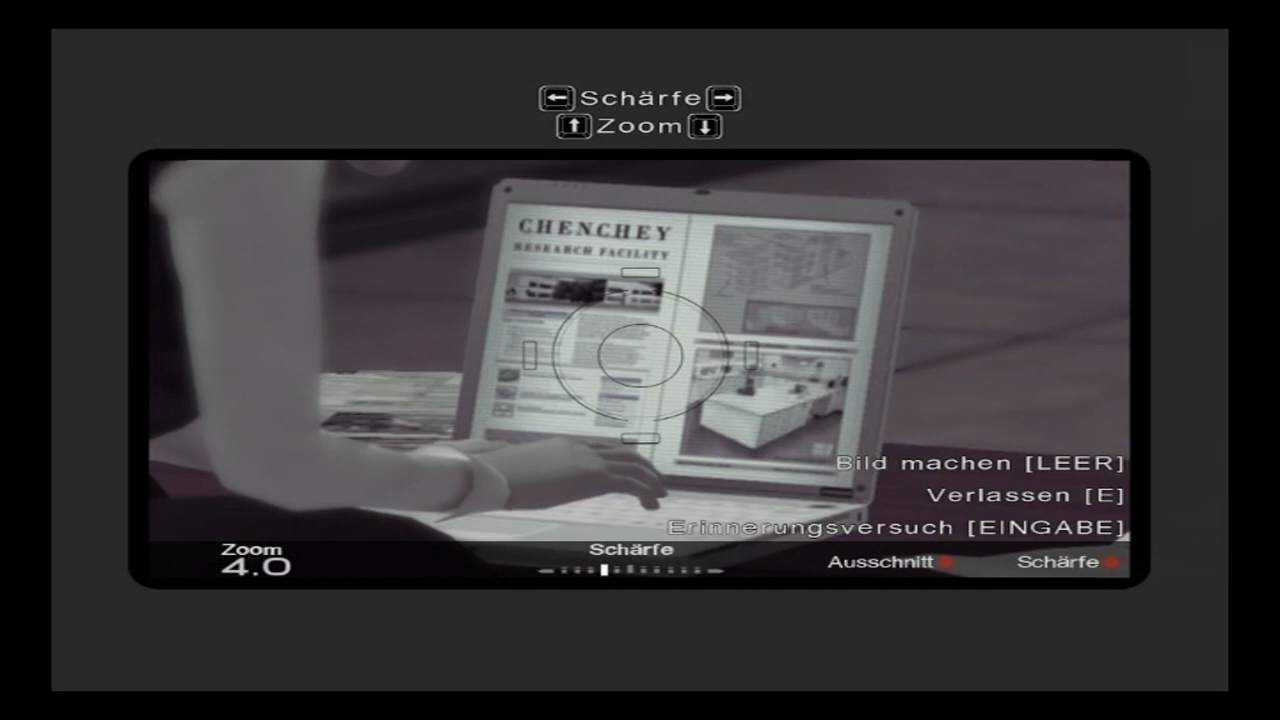 Schärfe
Zoom
CHENCHEY
RESEARCH FACILITY
Bild machen [LEER]
Verlassen [E]
Erinnerungsversuch [EINGABE]
Zoom
4.0
Schärfe
Ausschnitt
Schärfe